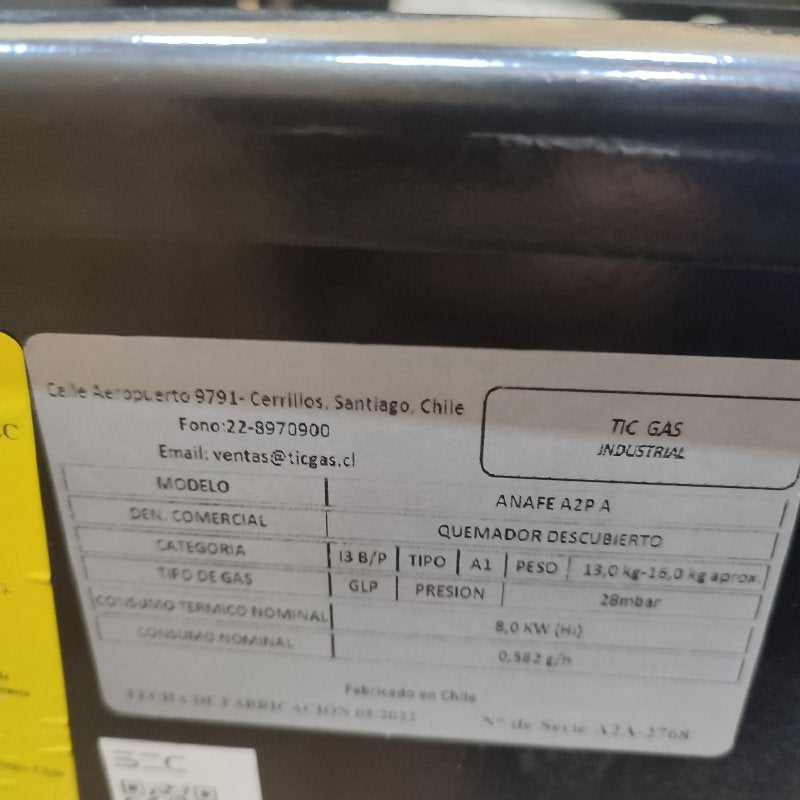 Calle Aeropuerto 9791- Cerrillos, Santiago, Chile
Fono:22-8970900
Email: ventas@ticgas.cl
TIC GAS
INDUSTRIAL
MODELO ANAFE A2P A
DEN. COMERCIAL QUEMADOR DESCUBIERTO
CATEGORIA I3 B/P TIPO A1 PESO 13,0 kg-16,0 kg aprox.
TIPO DE GAS GLP PRESION 28mbar
CONSUMO TERMICO NOMINAL 8,0 KW (Hi)
CONSUMO NOMINAL 0,582 g/h
Fabricado en Chile
FECHA DE FABRICACION 05/2022 N° de Serie A2A-2768
SEC